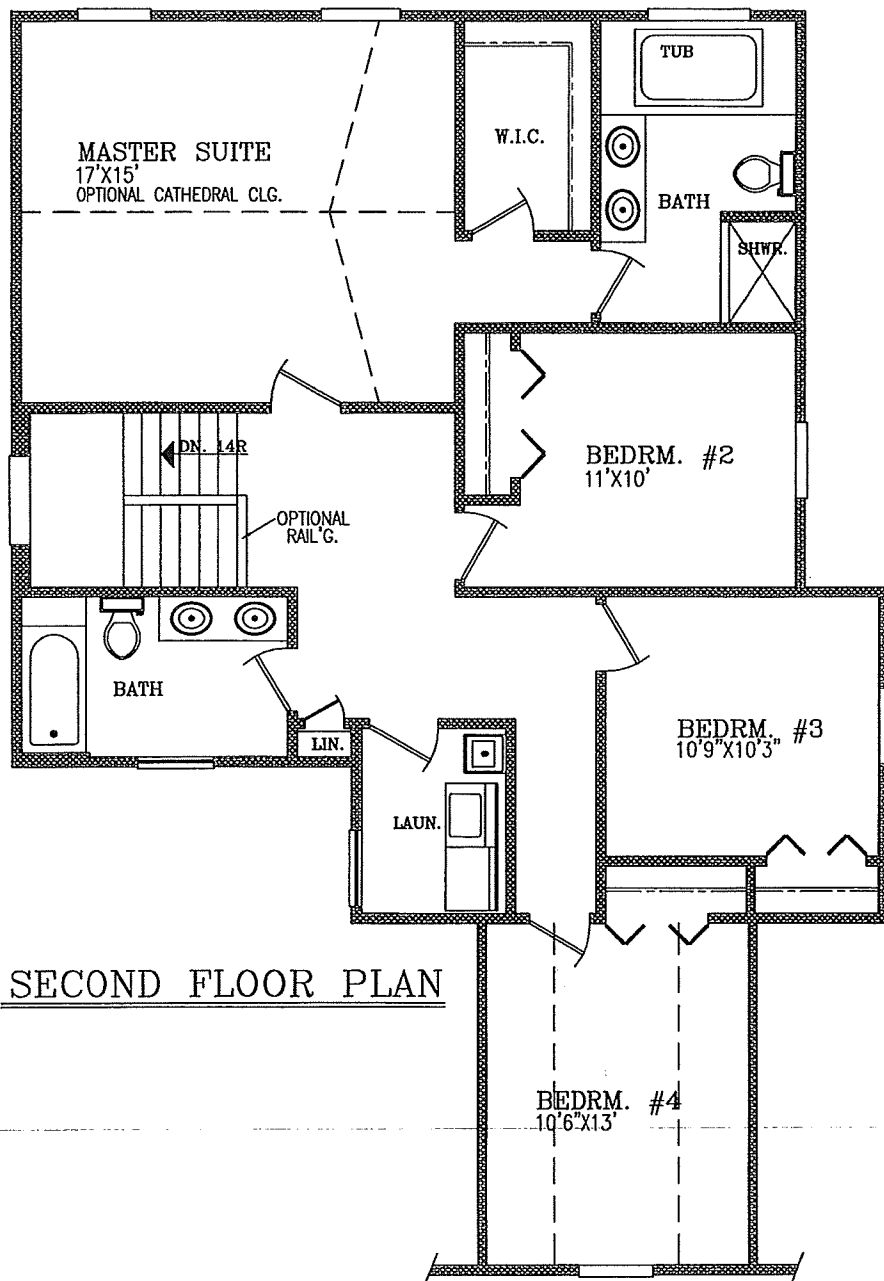 TUB
MASTER SUITE
17'X15'
OPTIONAL CATHEDRAL CLG.
W.I.C.
BATH
SHWR.
DN. 14R
BEDRM. #2
11'X10'
OPTIONAL
RAIL'G.
BATH
LIN.
BEDRM. #3
10'9"X10'3"
LAUN.
SECOND FLOOR PLAN
BEDRM. #4
10'6"X13'